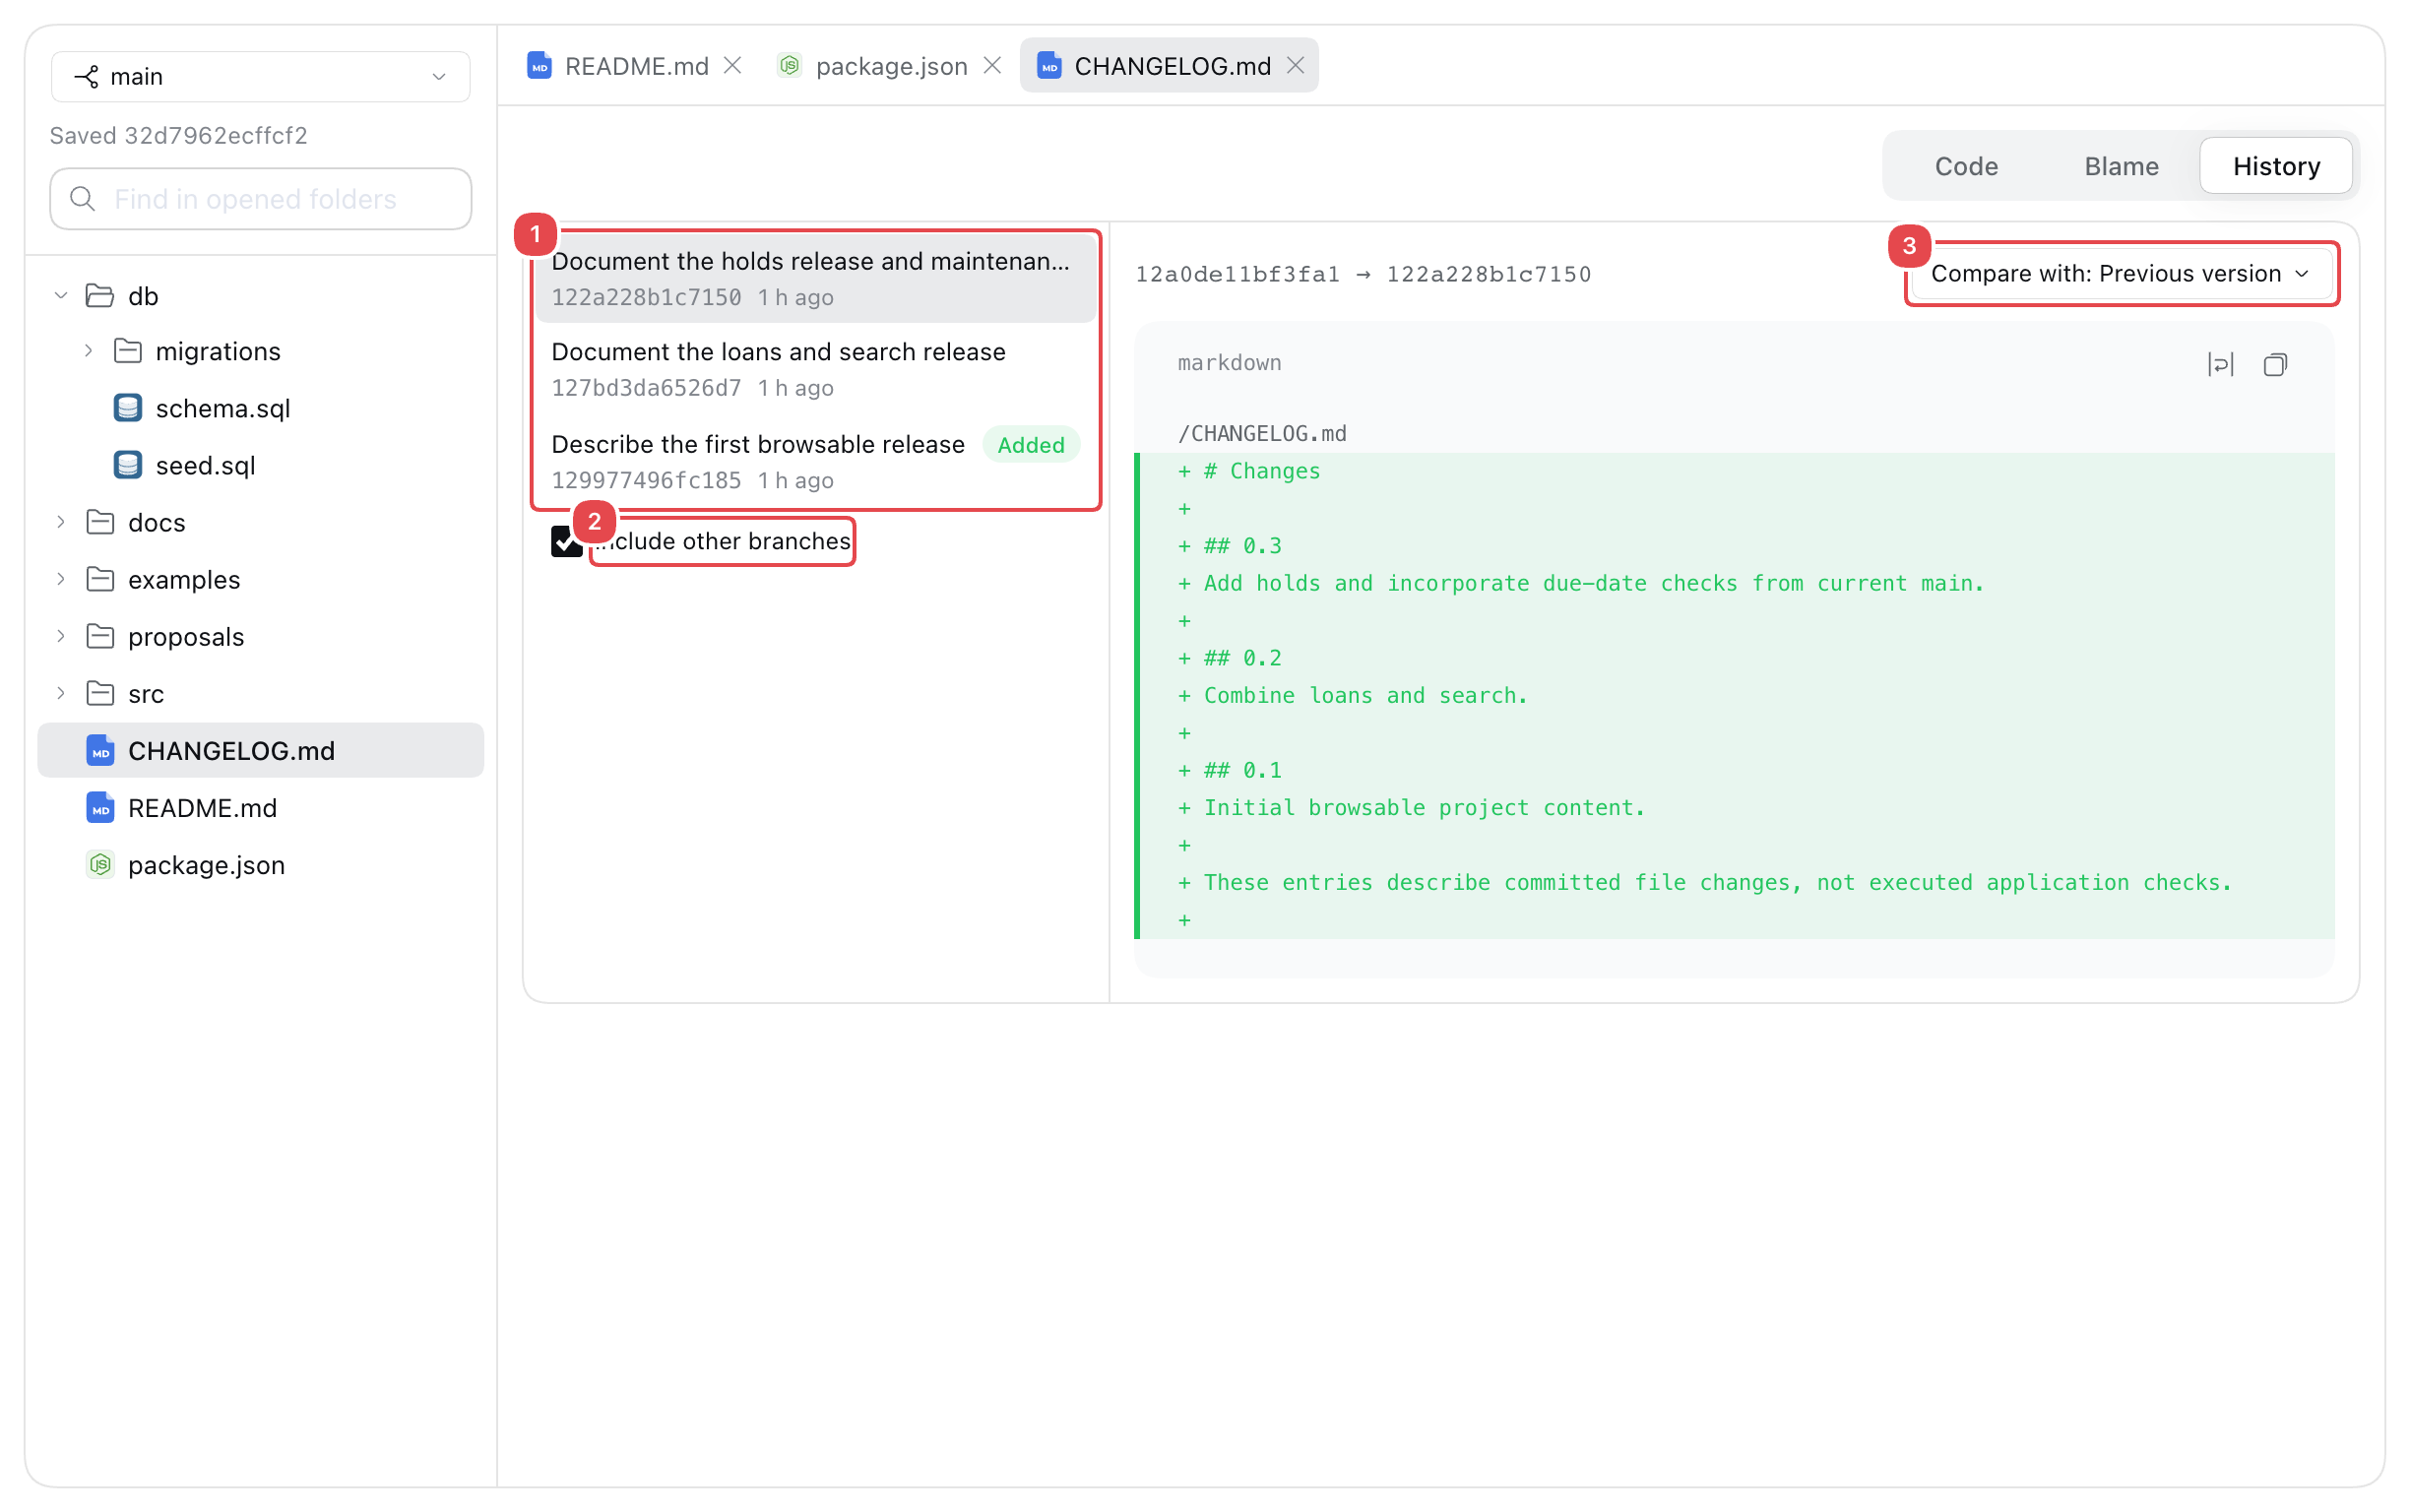 main
Saved 32d7962ecffcf2
Find in opened folders
db
migrations
schema.sql
seed.sql
docs
examples
proposals
src
CHANGELOG.md
README.md
package.json
README.md
package.json
CHANGELOG.md
Code
Blame
History
1
Document the holds release and maintenan...
122a228b1c7150 1 h ago
Document the loans and search release
127bd3da6526d7 1 h ago
Describe the first browsable release Added
129977496fc185 1 h ago
2
Include other branches
12a0de11bf3fa1 → 122a228b1c7150
3
Compare with: Previous version
markdown
/CHANGELOG.md
+ # Changes
+
+ ## 0.3
+ Add holds and incorporate due-date checks from current main.
+
+ ## 0.2
+ Combine loans and search.
+
+ ## 0.1
+ Initial browsable project content.
+
+ These entries describe committed file changes, not executed application checks.
+